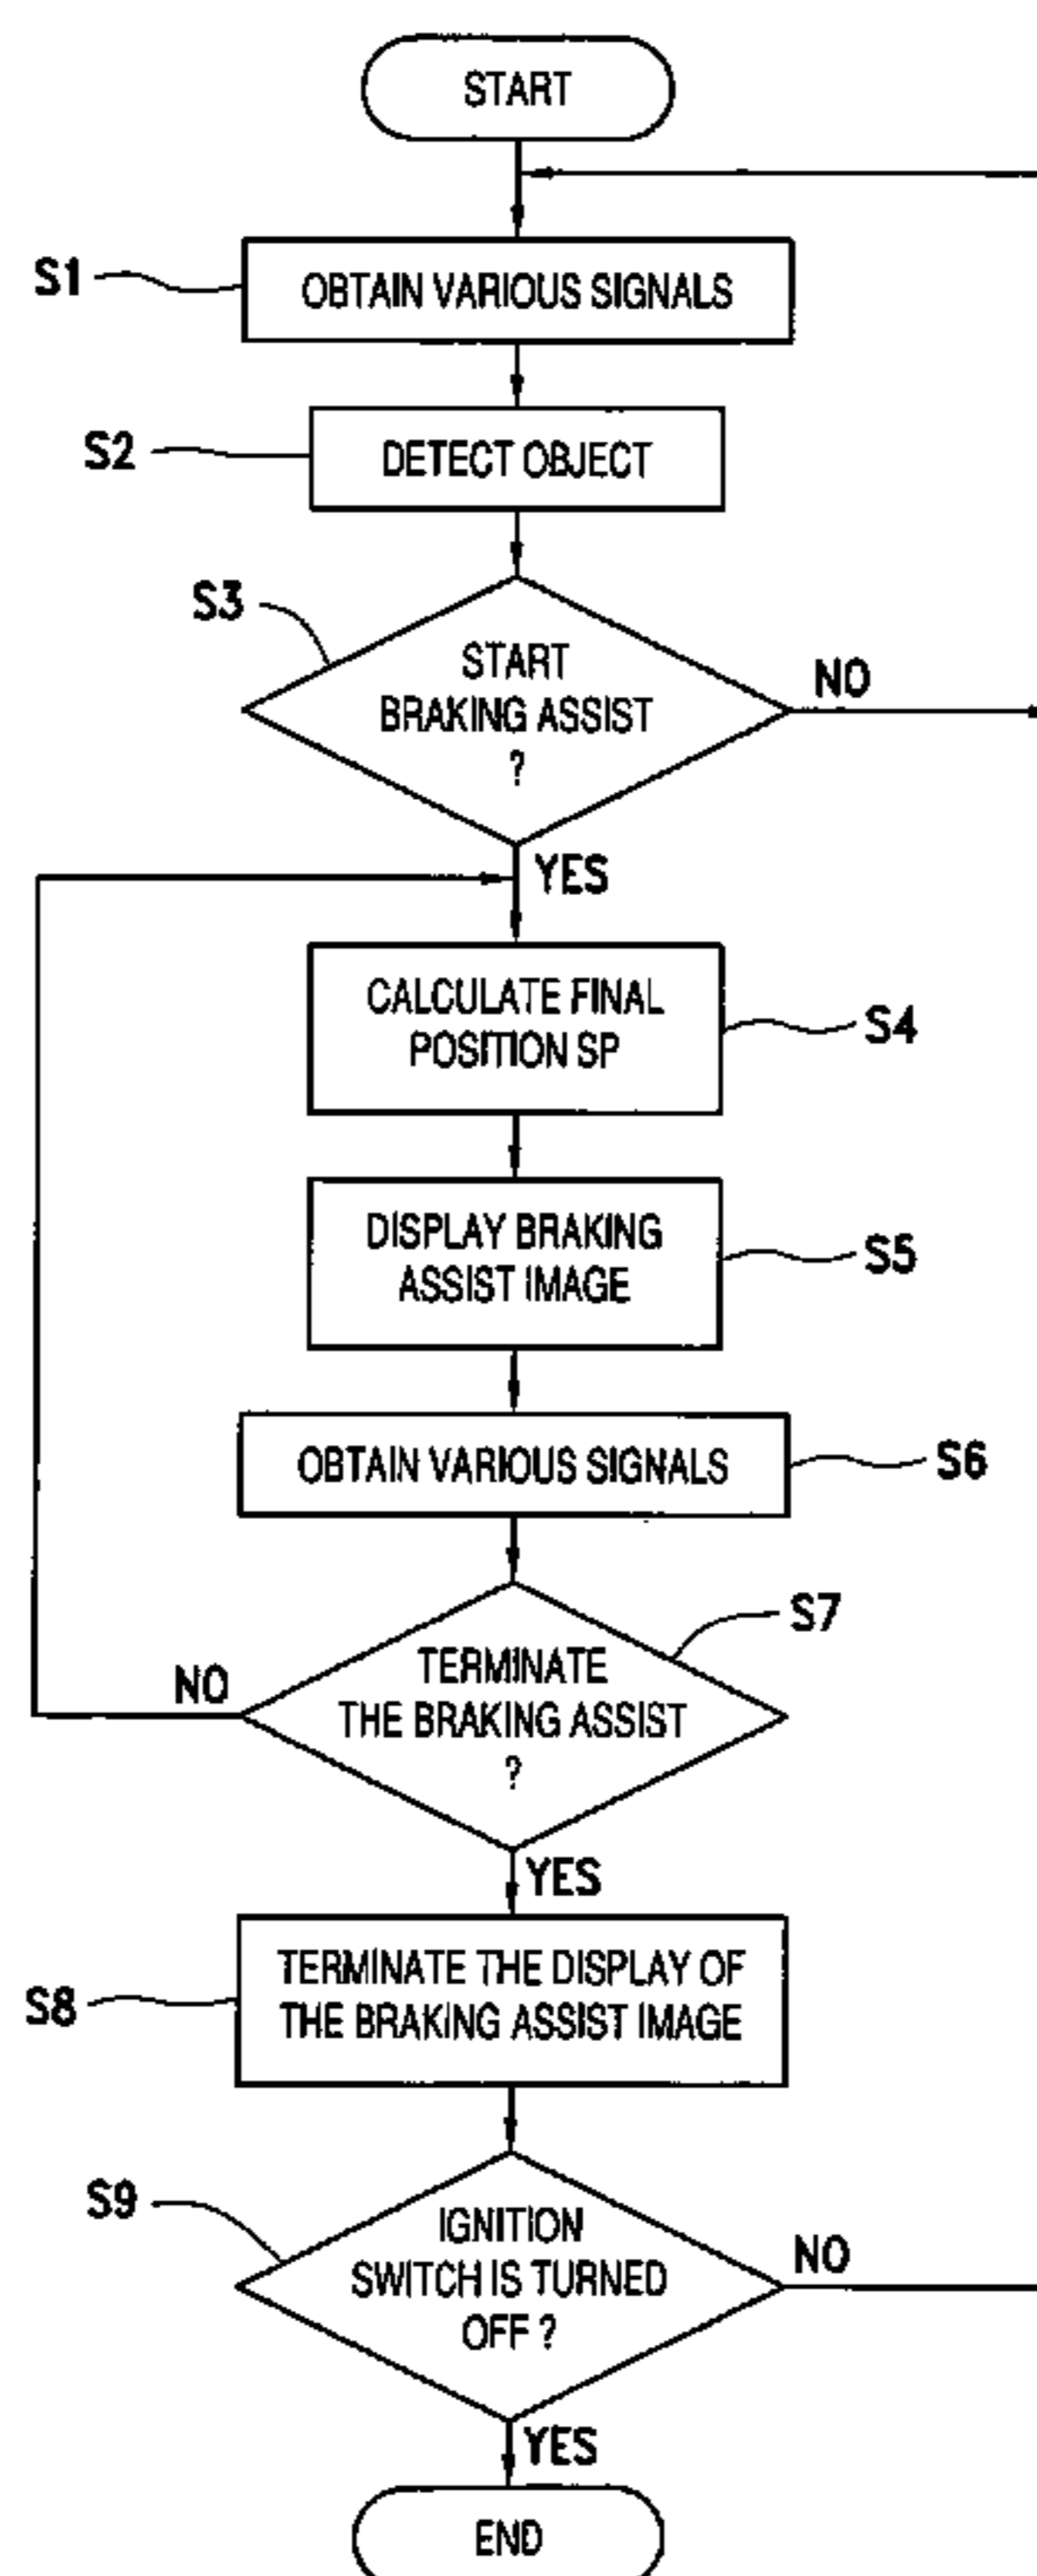 START
S1
OBTAIN VARIOUS SIGNALS
S2
DETECT OBJECT
S3
START
BRAKING ASSIST
?
NO
YES
CALCULATE FINAL
POSITION SP
S4
DISPLAY BRAKING
ASSIST IMAGE
S5
OBTAIN VARIOUS SIGNALS
S6
S7
TERMINATE
THE BRAKING ASSIST
?
NO
YES
S8
TERMINATE THE DISPLAY OF
THE BRAKING ASSIST IMAGE
S9
IGNITION
SWITCH IS TURNED
OFF ?
NO
YES
END